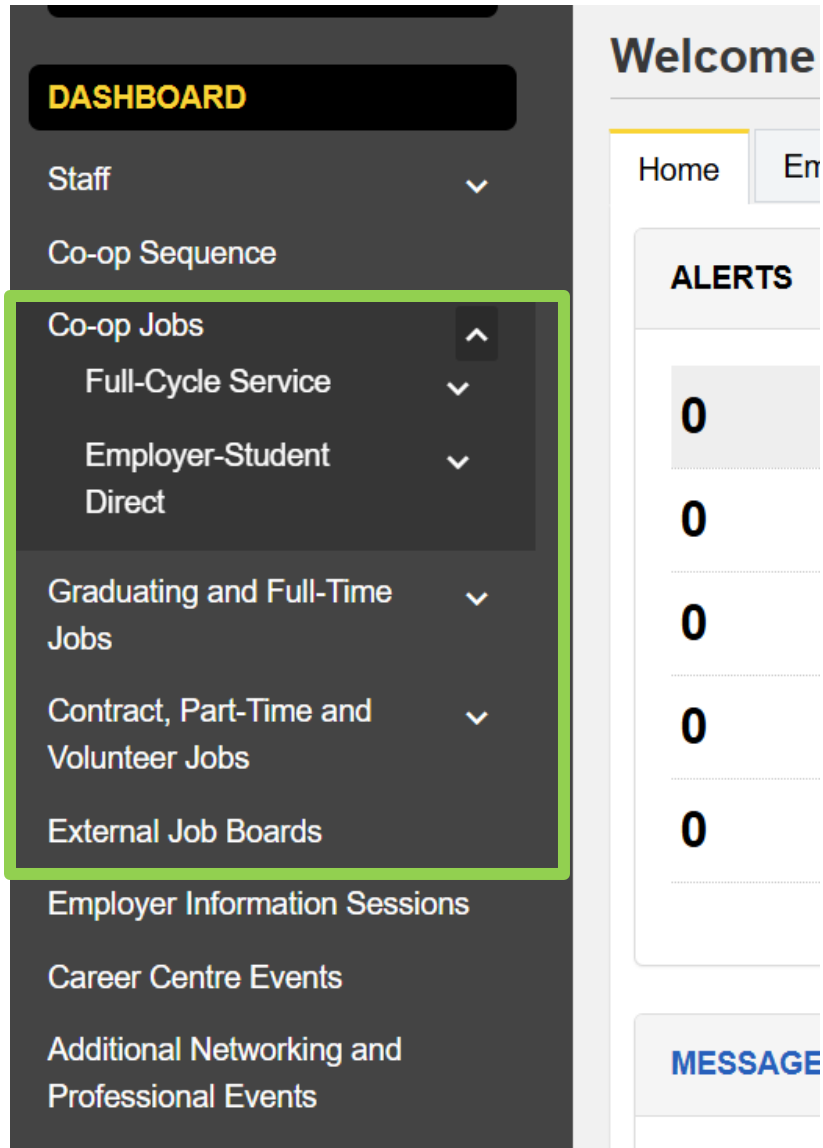 DASHBOARD
Staff
Co-op Sequence
Co-op Jobs
Full-Cycle Service
Employer-Student
Direct
Graduating and Full-Time
Jobs
Contract, Part-Time and
Volunteer Jobs
External Job Boards
Employer Information Sessions
Career Centre Events
Additional Networking and
Professional Events
Welcome
Home
Em
ALERTS
0
0
0
0
0
MESSAGE